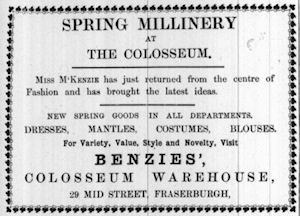 SPRING MILLINERY
AT
THE COLOSSEUM.
MISS M'KENZIE has just returned from the centre of
Fashion and has brought the latest ideas.
NEW SPRING GOODS IN ALL DEPARTMENTS.
DRESSES, MANTLES, COSTUMES, BLOUSES.
For Variety, Value, Style and Novelty, Visit
BENZIES',
COLOSSEUM WAREHOUSE,
29 MID STREET, FRASERBURGH,